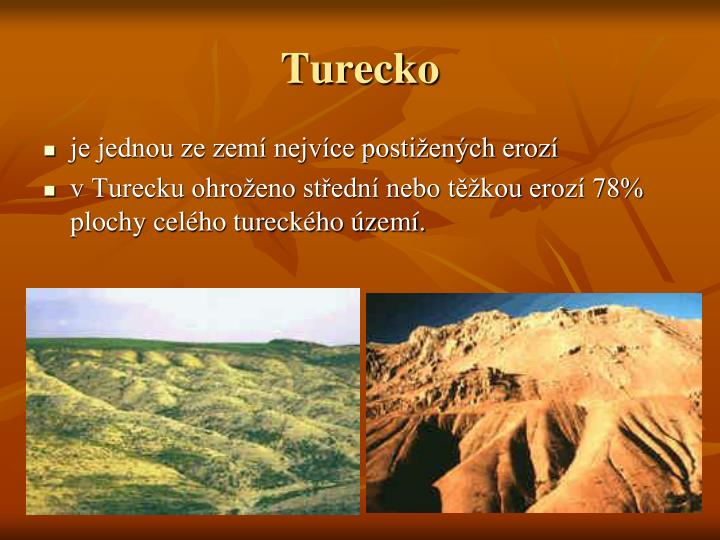 Turecko
je jednou ze zemí nejvíce postižených erozí
v Turecku ohroženo střední nebo těžkou erozí 78%
plochy celého tureckého území.